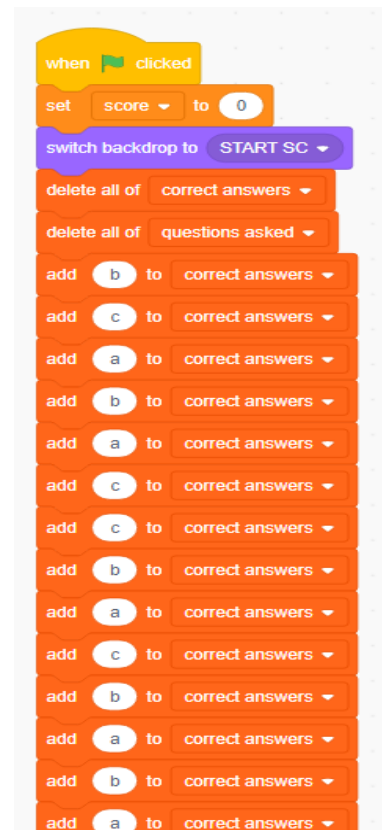 when clicked
set score to 0
switch backdrop to START SC
delete all of correct answers
delete all of questions asked
add b to correct answers
add c to correct answers
add a to correct answers
add b to correct answers
add a to correct answers
add c to correct answers
add c to correct answers
add b to correct answers
add a to correct answers
add c to correct answers
add b to correct answers
add a to correct answers
add b to correct answers
add a to correct answers